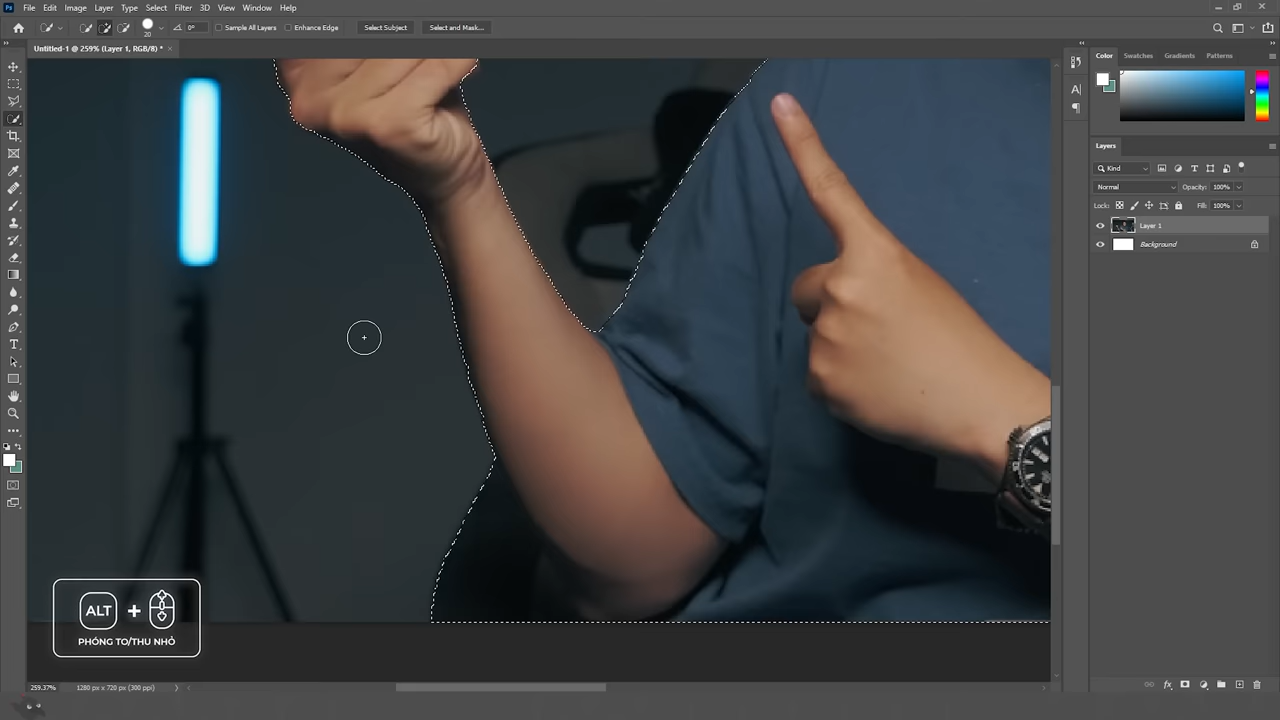 File Edit Image Layer Type Select Filter 3D View Window Help
20 0° Sample All Layers Enhance Edge Select Subject Select and Mask...
Untitled-1 @ 259% (Layer 1, RGB/8) *
Color Swatches Gradients Patterns
Layers
Kind
Normal Opacity: 100%
Lock: Fill: 100%
Layer 1
Background
ALT +
PHÓNG TO/THU NHỎ
259.37% 1280 px x 720 px (300 ppi)